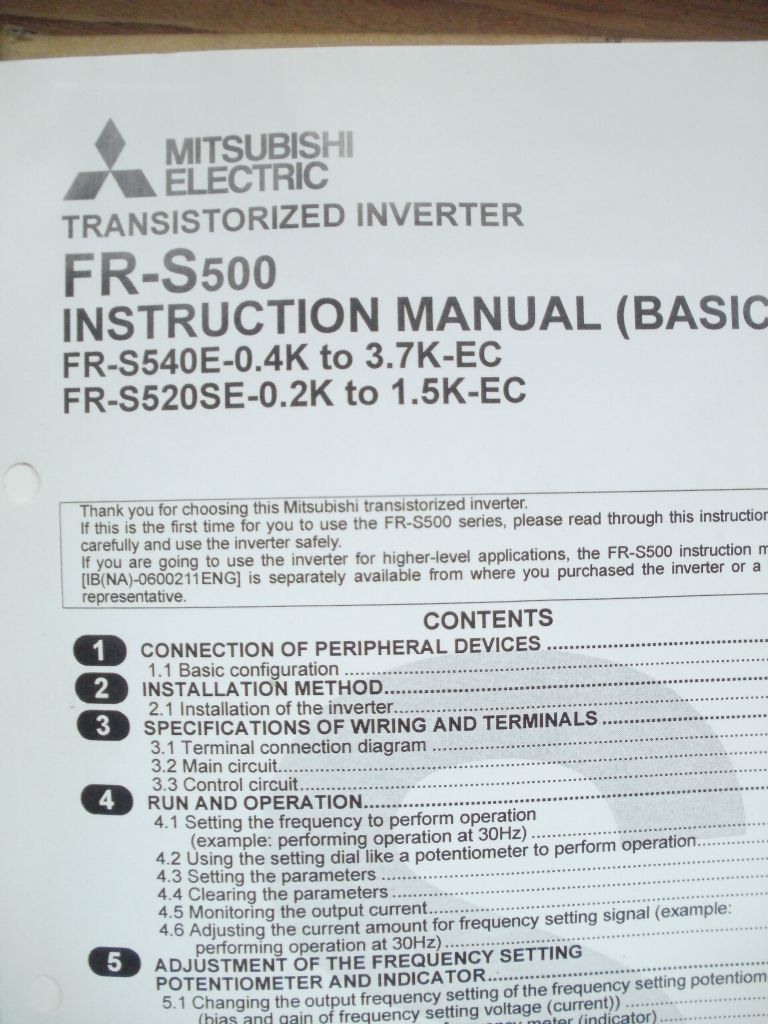 MITSUBISHI
ELECTRIC
TRANSISTORIZED INVERTER
FR-S500
INSTRUCTION MANUAL (BASIC
FR-S540E-0.4K to 3.7K-EC
FR-S520SE-0.2K to 1.5K-EC
Thank you for choosing this Mitsubishi transistorized inverter.
If this is the first time for you to use the FR-S500 series, please read through this instruction
carefully and use the inverter safely.
If you are going to use the inverter for higher-level applications, the FR-S500 instruction m
[IB(NA)-0600211ENG] is separately available from where you purchased the inverter or a
representative.
CONTENTS
1 CONNECTION OF PERIPHERAL DEVICES
1.1 Basic configuration
2 INSTALLATION METHOD
2.1 Installation of the inverter
3 SPECIFICATIONS OF WIRING AND TERMINALS
3.1 Terminal connection diagram
3.2 Main circuit
3.3 Control circuit
4 RUN AND OPERATION
4.1 Setting the frequency to perform operation
(example: performing operation at 30Hz)
4.2 Using the setting dial like a potentiometer to perform operation
4.3 Setting the parameters
4.4 Clearing the parameters
4.5 Monitoring the output current
4.6 Adjusting the current amount for frequency setting signal (example:
performing operation at 30Hz)
5 ADJUSTMENT OF THE FREQUENCY SETTING
POTENTIOMETER AND INDICATOR
5.1 Changing the output frequency setting of the frequency setting potentiom
(bias and gain of frequency setting voltage (current))
meter (indicator)